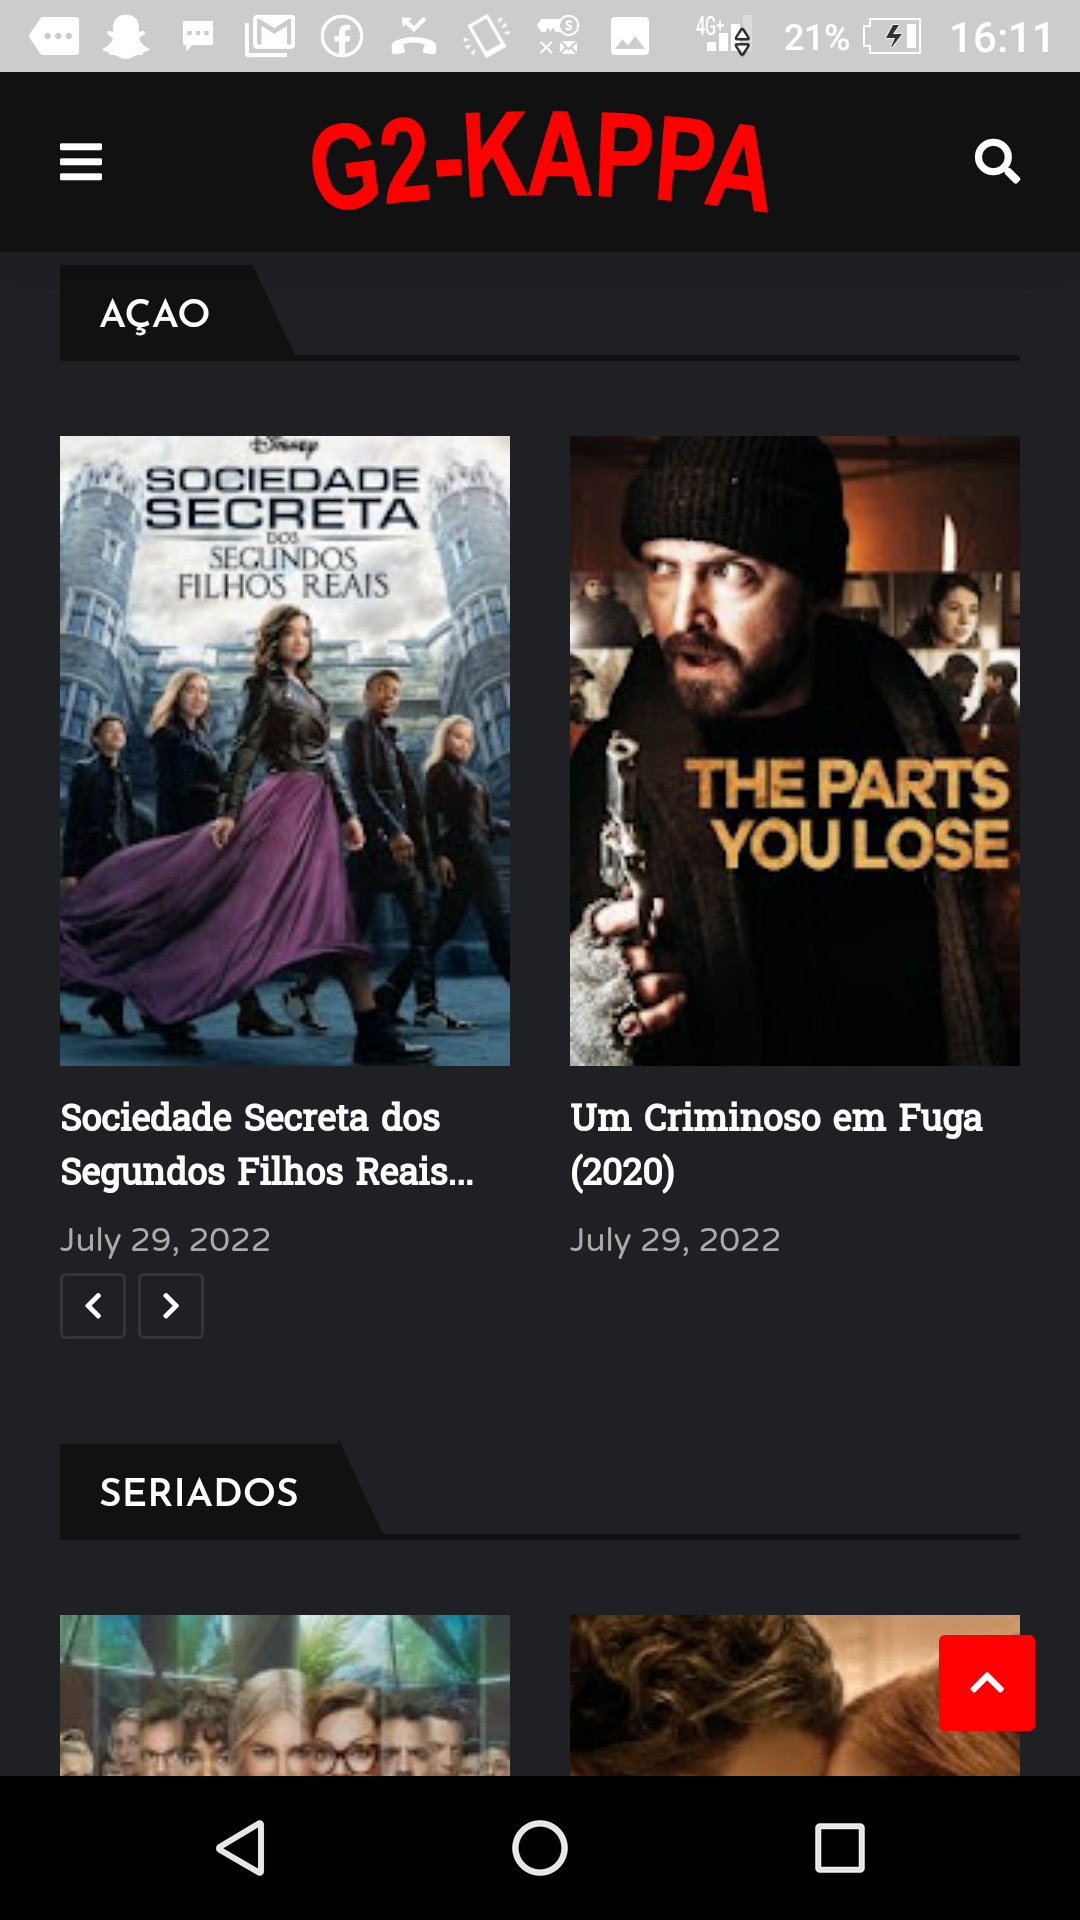 4G+ 21% 16:11
G2-KAPPA
AÇAO
Disney
SOCIEDADE
SECRETA
DOS
SEGUNDOS
FILHOS REAIS
THE PARTS
YOU LOSE
Sociedade Secreta dos
Segundos Filhos Reais...
July 29, 2022
Um Criminoso em Fuga
(2020)
July 29, 2022
SERIADOS